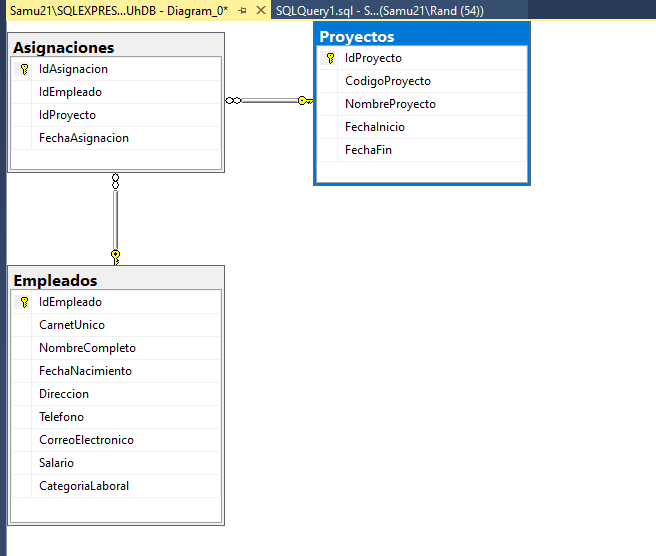 Samu21\SQLEXPRES...UhDB - Diagram_0*
SQLQuery1.sql - S...(Samu21\Rand (54))
Asignaciones
IdAsignacion
IdEmpleado
IdProyecto
FechaAsignacion
Proyectos
IdProyecto
CodigoProyecto
NombreProyecto
FechaInicio
FechaFin
Empleados
IdEmpleado
CarnetUnico
NombreCompleto
FechaNacimiento
Direccion
Telefono
CorreoElectronico
Salario
CategoriaLaboral